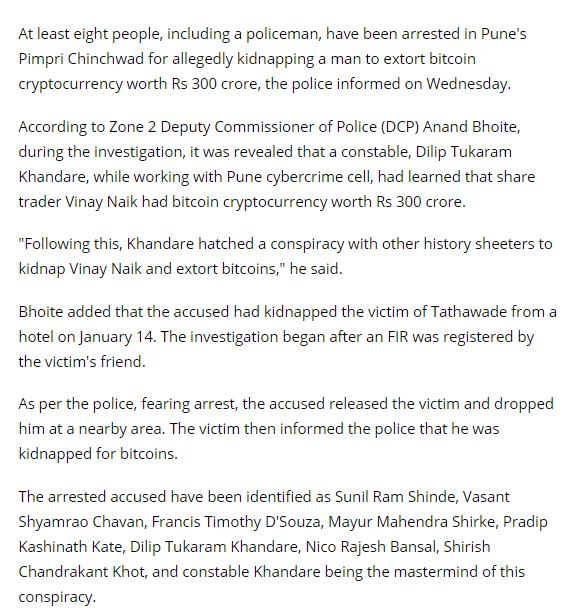 At least eight people, including a policeman, have been arrested in Pune's
Pimpri Chinchwad for allegedly kidnapping a man to extort bitcoin
cryptocurrency worth Rs 300 crore, the police informed on Wednesday.
According to Zone 2 Deputy Commissioner of Police (DCP) Anand Bhoite,
during the investigation, it was revealed that a constable, Dilip Tukaram
Khandare, while working with Pune cybercrime cell, had learned that share
trader Vinay Naik had bitcoin cryptocurrency worth Rs 300 crore.
"Following this, Khandare hatched a conspiracy with other history sheeters to
kidnap Vinay Naik and extort bitcoins," he said.
Bhoite added that the accused had kidnapped the victim of Tathawade from a
hotel on January 14. The investigation began after an FIR was registered by
the victim's friend.
As per the police, fearing arrest, the accused released the victim and dropped
him at a nearby area. The victim then informed the police that he was
kidnapped for bitcoins.
The arrested accused have been identified as Sunil Ram Shinde, Vasant
Shyamrao Chavan, Francis Timothy D'Souza, Mayur Mahendra Shirke, Pradip
Kashinath Kate, Dilip Tukaram Khandare, Nico Rajesh Bansal, Shirish
Chandrakant Khot, and constable Khandare being the mastermind of this
conspiracy.